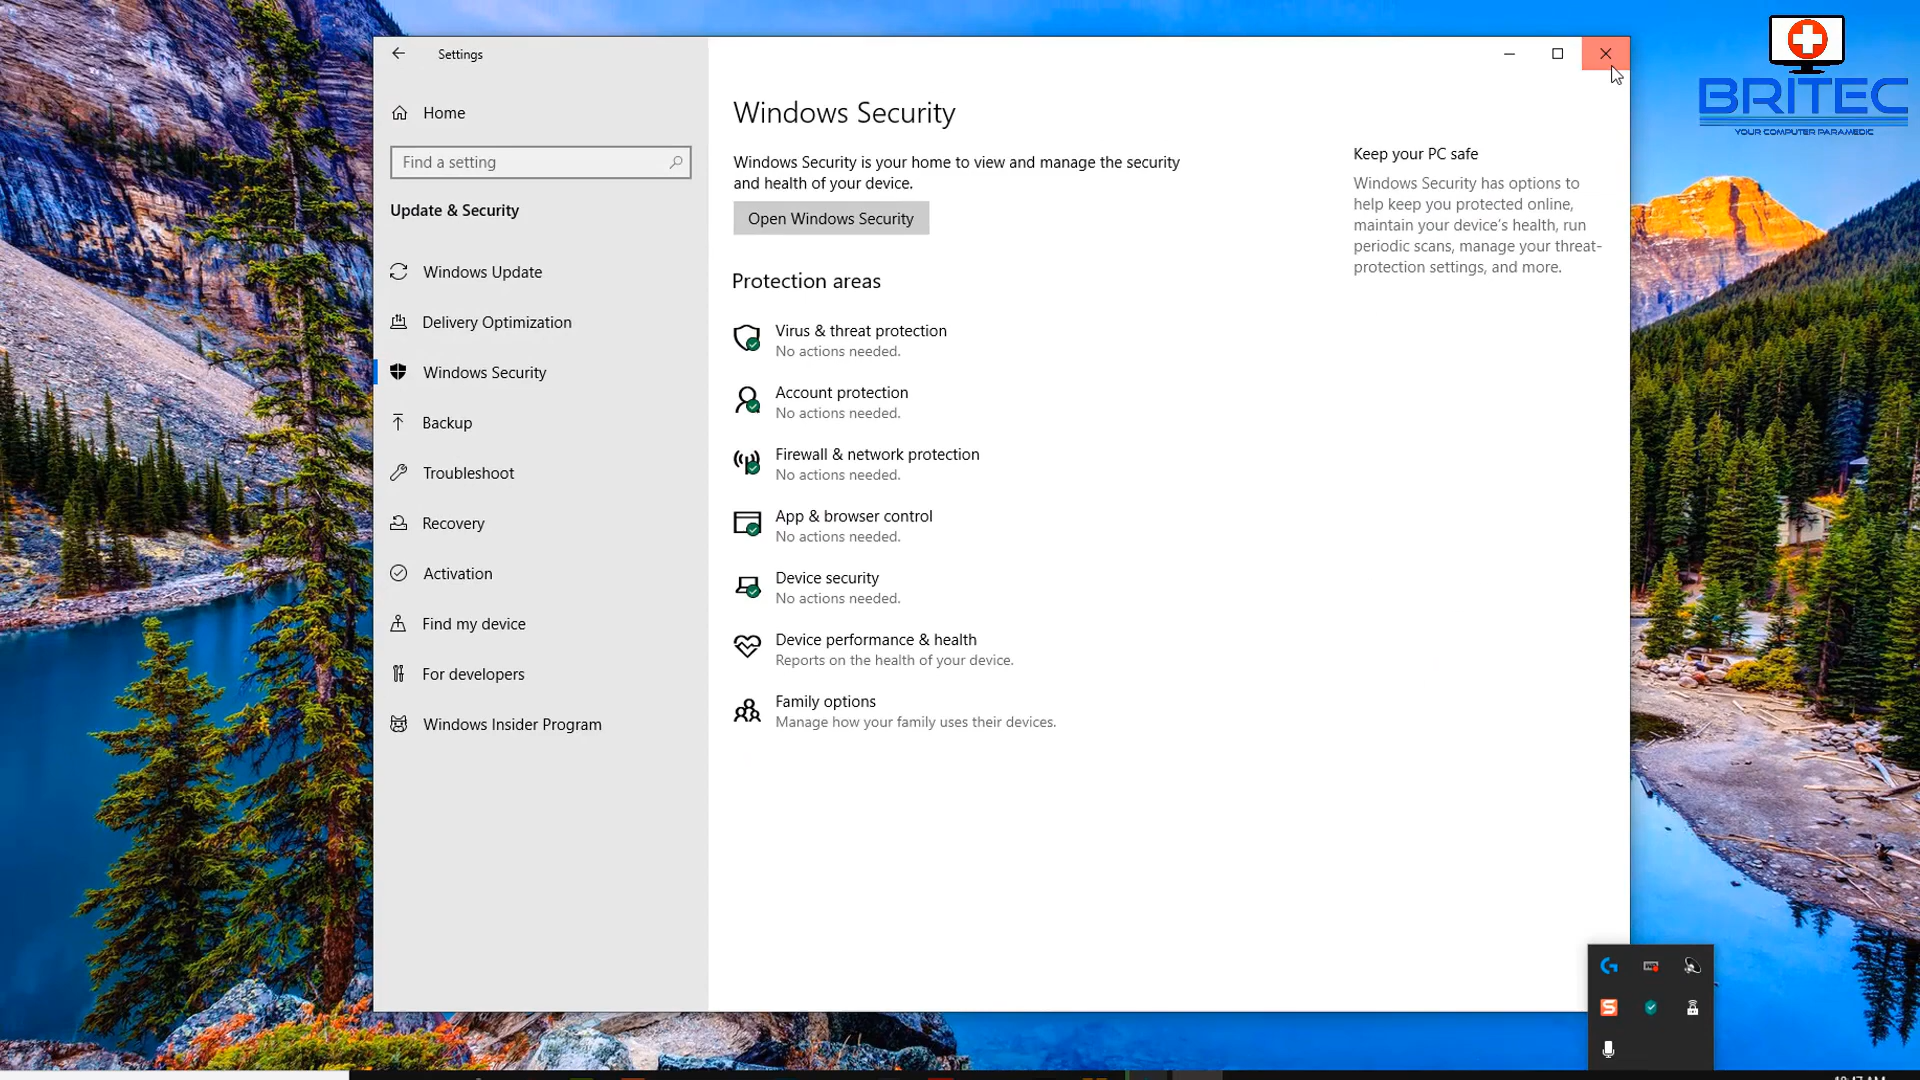 Settings
Home
Find a setting
Update & Security
Windows Update
Delivery Optimization
Windows Security
Backup
Troubleshoot
Recovery
Activation
Find my device
For developers
Windows Insider Program
Windows Security
Windows Security is your home to view and manage the security
and health of your device.
Open Windows Security
Protection areas
Virus & threat protection
No actions needed.
Account protection
No actions needed.
Firewall & network protection
No actions needed.
App & browser control
No actions needed.
Device security
No actions needed.
Device performance & health
Reports on the health of your device.
Family options
Manage how your family uses their devices.
Keep your PC safe
Windows Security has options to
help keep you protected online,
maintain your device's health, run
periodic scans, manage your threat-
protection settings, and more.
BRITEC
YOUR COMPUTER PARAMEDIC